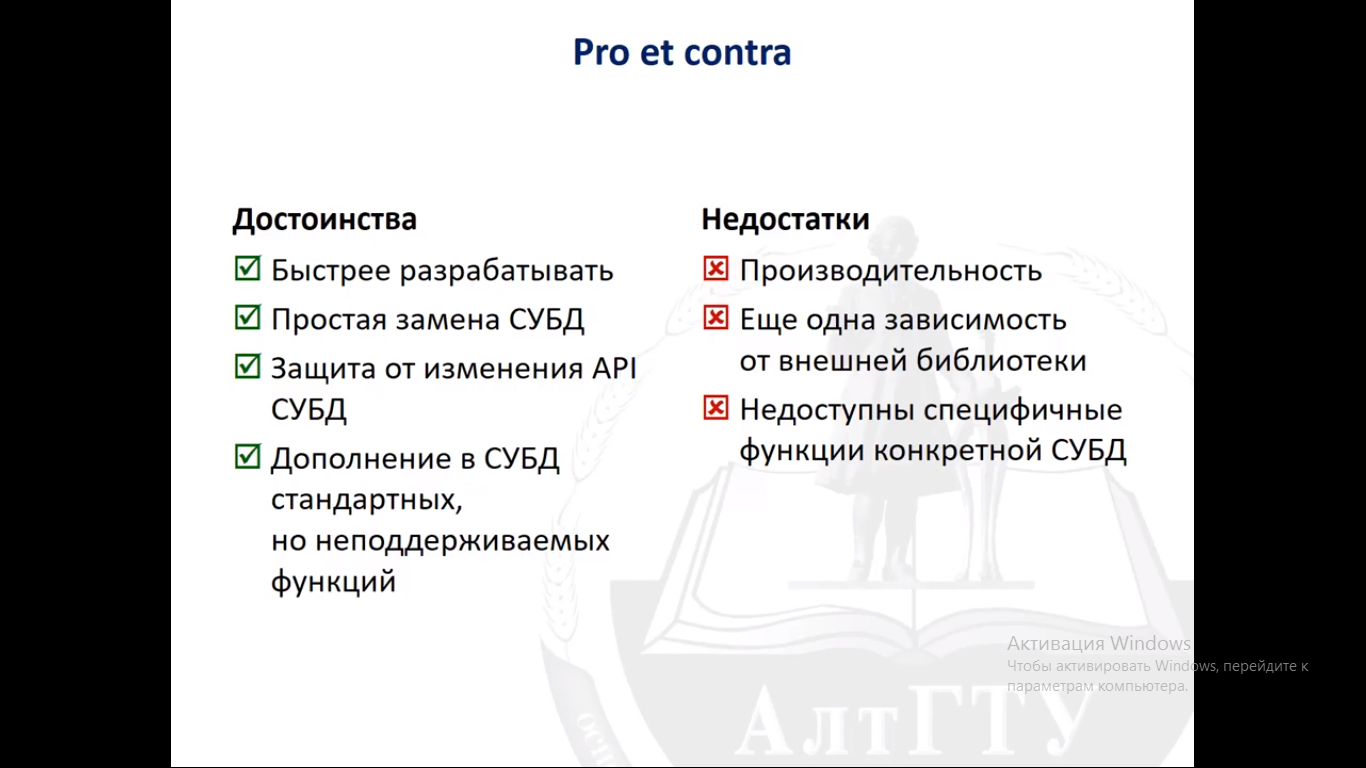 Pro et contra
Достоинства
Быстрее разрабатывать
Простая замена СУБД
Защита от изменения API
СУБД
Дополнение в СУБД
стандартных,
но неподдерживаемых
функций
Недостатки
Производительность
Еще одна зависимость
от внешней библиотеки
Недоступны специфичные
функции конкретной СУБД
Активация Windows
Чтобы активировать Windows, перейдите к
параметрам компьютера.
АлтГТУ